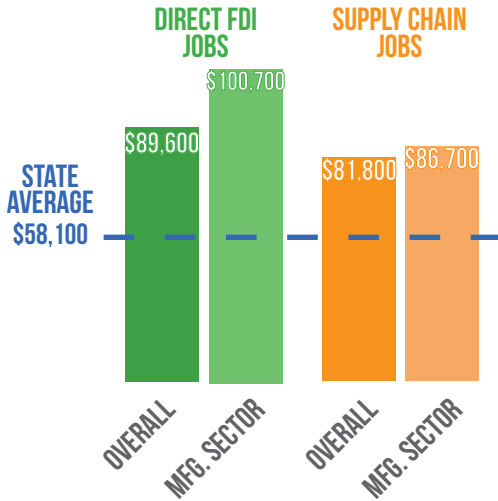 DIRECT FDI
JOBS
SUPPLY CHAIN
JOBS
$100,700
$89,600
$86,700
$81,800
STATE
AVERAGE
$58,100
OVERALL
MFG. SECTOR
OVERALL
MFG. SECTOR